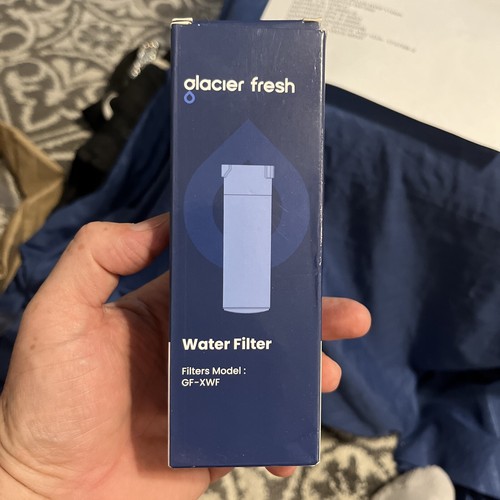 glacier fresh
Water Filter
Filters Model :
GF-XWF